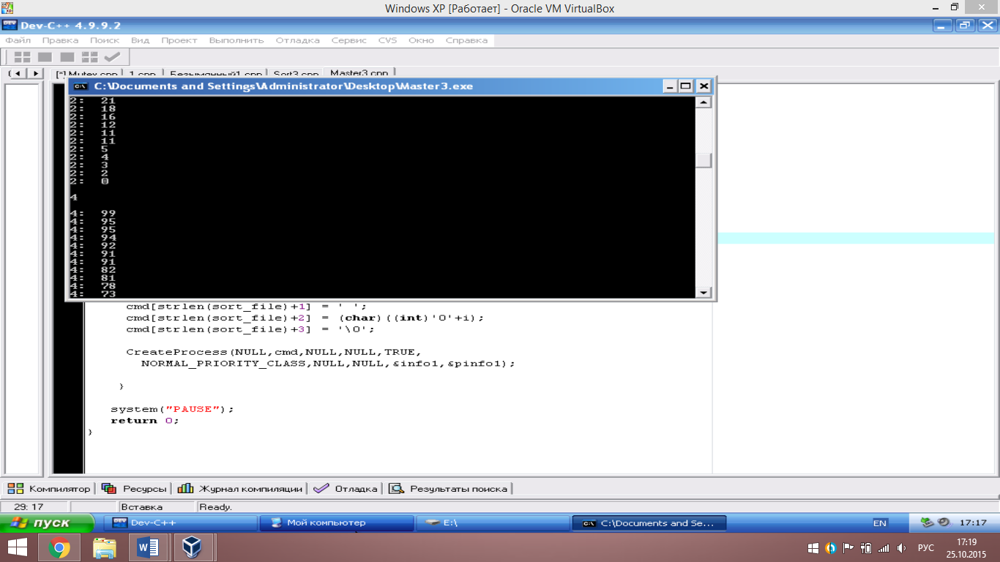 Windows XP [Работает] - Oracle VM VirtualBox
Dev-C++ 4.9.9.2
Файл Правка Поиск Вид Проект Выполнить Отладка Сервис CVS Окно Справка
[*] Mutex.cpp 1.cpp Безымянный1.cpp Sort3.cpp Master3.cpp
C:\Documents and Settings\Administrator\Desktop\Master3.exe
2: 21
2: 18
2: 16
2: 12
2: 11
2: 11
2: 5
2: 4
2: 3
2: 2
2: 0
4
4: 99
4: 95
4: 95
4: 94
4: 92
4: 91
4: 91
4: 82
4: 81
4: 78
4: 73
cmd[strlen(sort_file)+1] = ' ';
cmd[strlen(sort_file)+2] = (char)((int)'0'+i);
cmd[strlen(sort_file)+3] = '\0';
CreateProcess(NULL,cmd,NULL,NULL,TRUE,
NORMAL_PRIORITY_CLASS,NULL,NULL,&info1,&pinfo1);
}
system("PAUSE");
return 0;
}
Компилятор Ресурсы Журнал компиляции Отладка Результаты поиска
29: 17 Вставка Ready.
пуск Dev-C++ Мой компьютер E:\ C:\Documents and Se... EN 17:17
РУС 17:19
25.10.2015